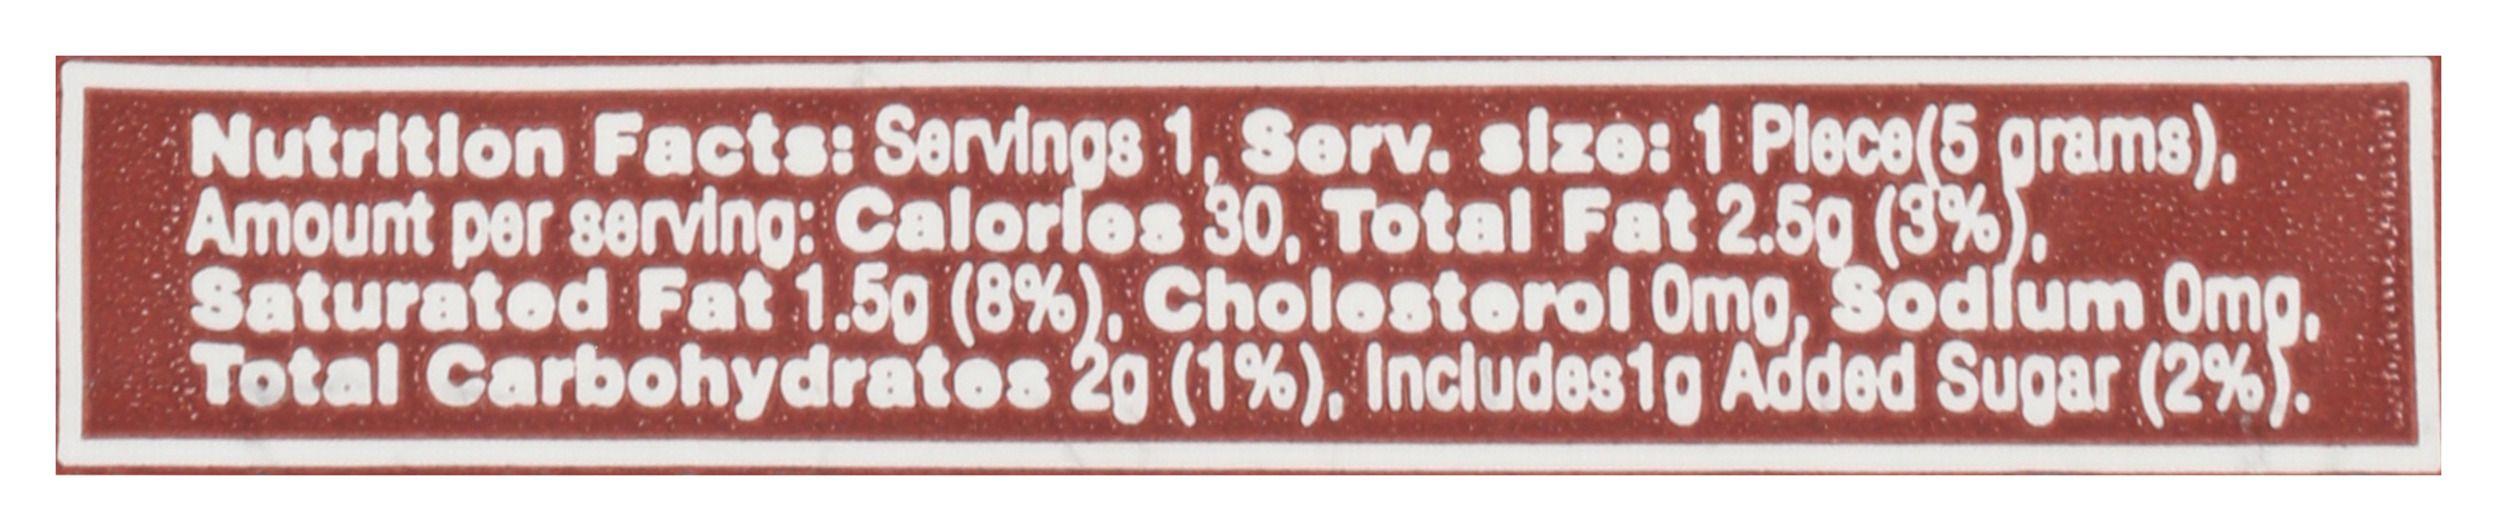 Nutrition Facts: Servings 1, Serv. size: 1 Piece(5 grams),
Amount per serving: Calories 30, Total Fat 2.5g (3%),
Saturated Fat 1.5g (8%), Cholesterol 0mg, Sodium 0mg,
Total Carbohydrates 2g (1%), Includes1g Added Sugar (2%).